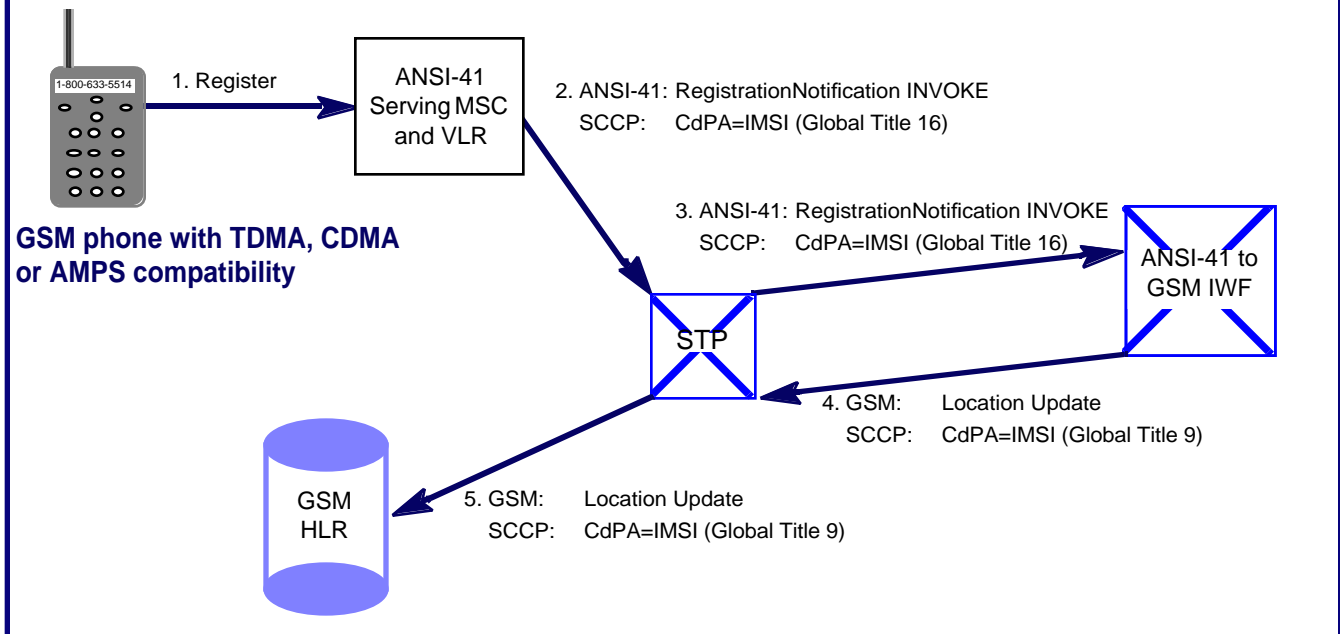 1-800-633-5514
1. Register
ANSI-41
Serving MSC
and VLR
2. ANSI-41: RegistrationNotification INVOKE
SCCP: CdPA=IMSI (Global Title 16)
3. ANSI-41: RegistrationNotification INVOKE
SCCP: CdPA=IMSI (Global Title 16)
GSM phone with TDMA, CDMA
or AMPS compatibility
ANSI-41 to
GSM IWF
STP
4. GSM: Location Update
SCCP: CdPA=IMSI (Global Title 9)
GSM
HLR
5. GSM: Location Update
SCCP: CdPA=IMSI (Global Title 9)